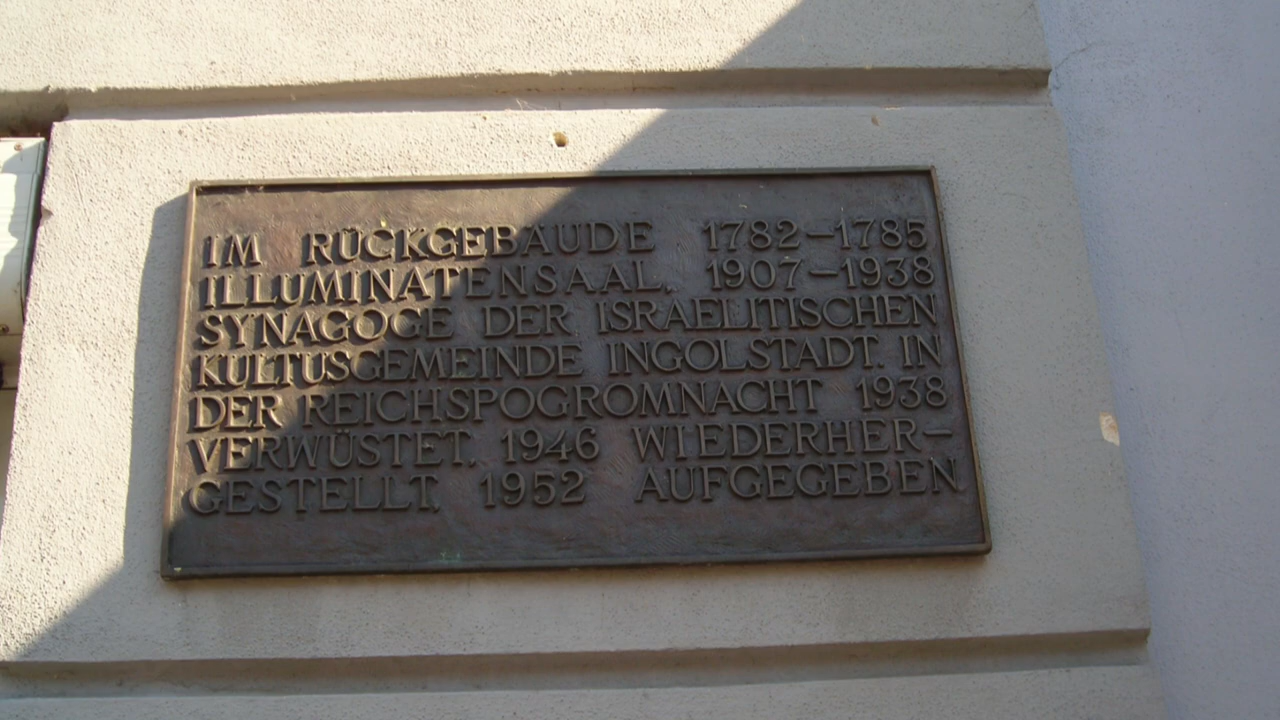 IM RÜCKGEBÄUDE 1782–1785
ILLUMINATENSAAL, 1907–1938
SYNAGOGE DER ISRAELITISCHEN
KULTUSGEMEINDE INGOLSTADT. IN
DER REICHSPOGROMNACHT 1938
VERWÜSTET, 1946 WIEDERHER–
GESTELLT, 1952 AUFGEGEBEN